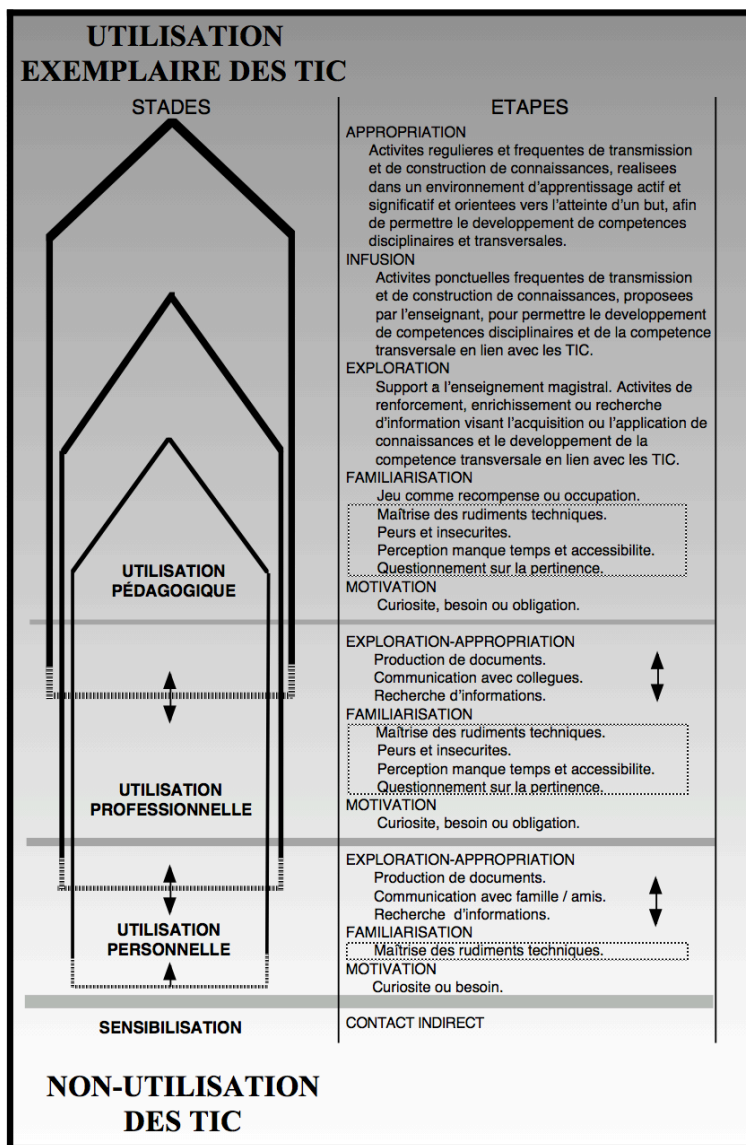 UTILISATION
EXEMPLAIRE DES TIC
STADES
ETAPES
APPROPRIATION
Activites regulieres et frequentes de transmission
et de construction de connaissances, realisees
dans un environnement d'apprentissage actif et
significatif et orientees vers l'atteinte d'un but, afin
de permettre le developpement de competences
disciplinaires et transversales.
INFUSION
Activites ponctuelles frequentes de transmission
et de construction de connaissances, proposees
par l'enseignant, pour permettre le developpement
de competences disciplinaires et de la competence
transversale en lien avec les TIC.
EXPLORATION
Support a l'enseignement magistral. Activites de
renforcement, enrichissement ou recherche
d'information visant l'acquisition ou l'application de
connaissances et le developpement de la
competence transversale en lien avec les TIC.
FAMILIARISATION
Jeu comme recompense ou occupation.
Maîtrise des rudiments techniques.
Peurs et insecurites.
Perception manque temps et accessibilite.
Questionnement sur la pertinence.
MOTIVATION
Curiosite, besoin ou obligation.
UTILISATION
PÉDAGOGIQUE
EXPLORATION-APPROPRIATION
Production de documents.
Communication avec collegues.
Recherche d'informations.
FAMILIARISATION
Maîtrise des rudiments techniques.
Peurs et insecurites.
Perception manque temps et accessibilite.
Questionnement sur la pertinence.
MOTIVATION
Curiosite, besoin ou obligation.
UTILISATION
PROFESSIONNELLE
EXPLORATION-APPROPRIATION
Production de documents.
Communication avec famille / amis.
Recherche d'informations.
FAMILIARISATION
Maîtrise des rudiments techniques.
MOTIVATION
Curiosite ou besoin.
UTILISATION
PERSONNELLE
SENSIBILISATION
CONTACT INDIRECT
NON-UTILISATION
DES TIC